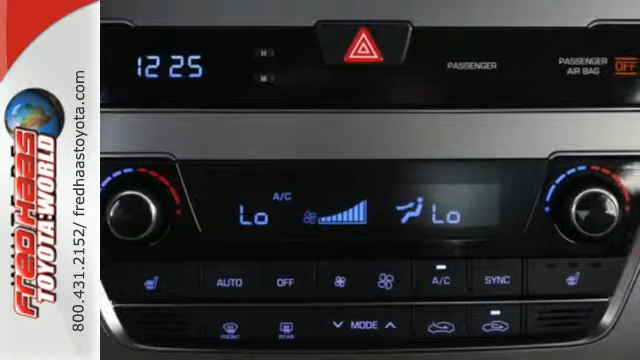 12 25
H
M
PASSENGER
PASSENGER
AIR BAG
OFF
A/C
Lo
Lo
AUTO
OFF
A/C
SYNC
FRONT
REAR
MODE
FRED HAAS
TOYOTA WORLD
800.431.2152/ fredhaastoyota.com